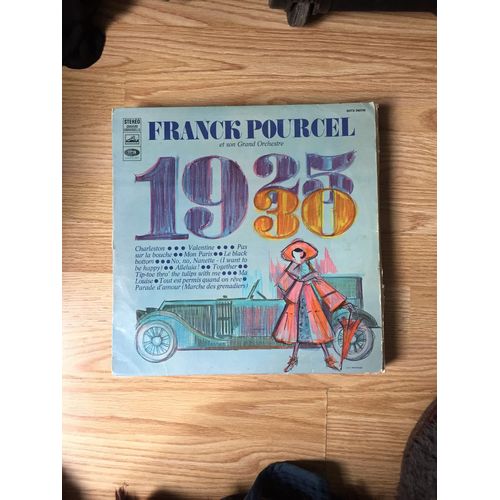 STEREO
FRANCK POURCEL
et son Grand Orchestre
1925
30
Charleston ● ● ● Valentine ● ● ● Pas
sur la bouche ● ● Mon Paris ● ● Le black
bottom ● ● No, no, Nanette - (I want to
be happy) ● ● Alleluia! ● ● Together ● ●
Tip-toe thro' the tulips with me ● ● ● Ma
Louise ● Tout est permis quand on rêve ●
Parade d'amour (Marche des grenadiers)